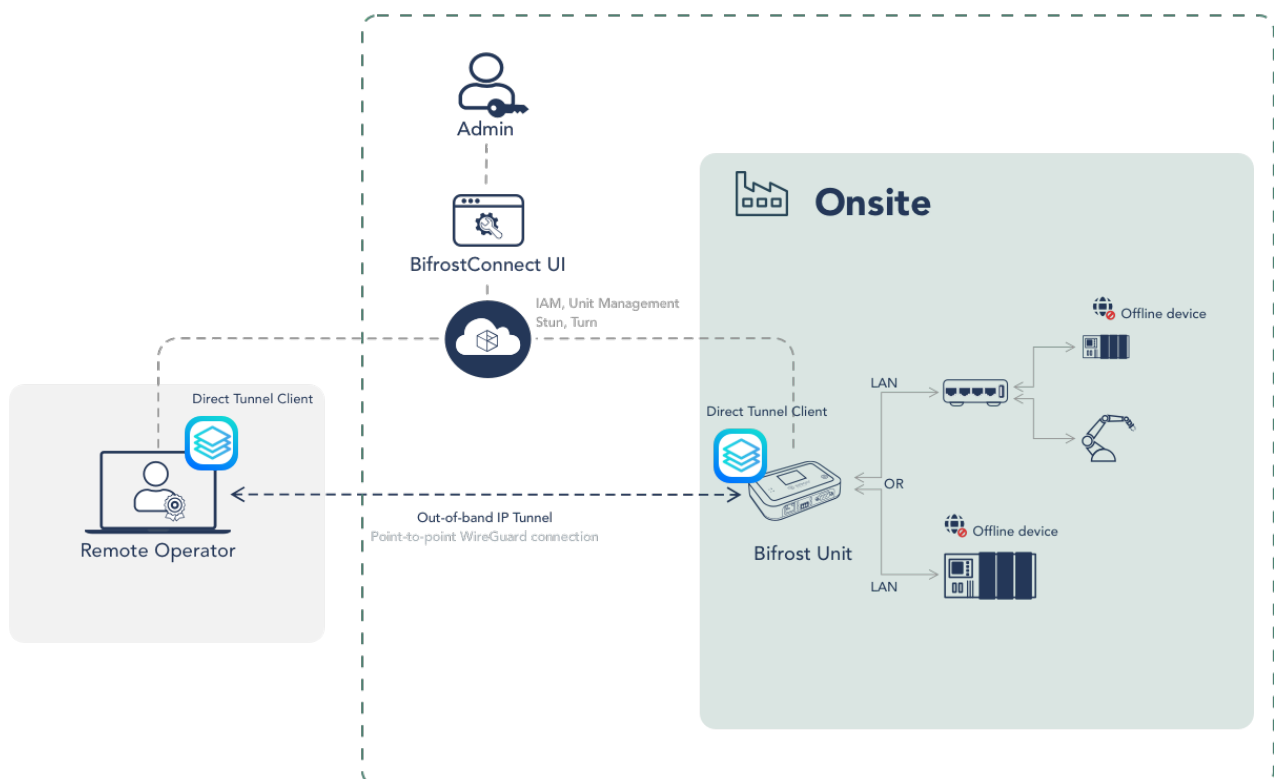 Admin
BifrostConnect UI
IAM, Unit Management
Stun, Turn
Onsite
Offline device
LAN
Direct Tunnel Client
Direct Tunnel Client
OR
Out-of-band IP Tunnel
Point-to-point WireGuard connection
Offline device
Remote Operator
Bifrost Unit
LAN